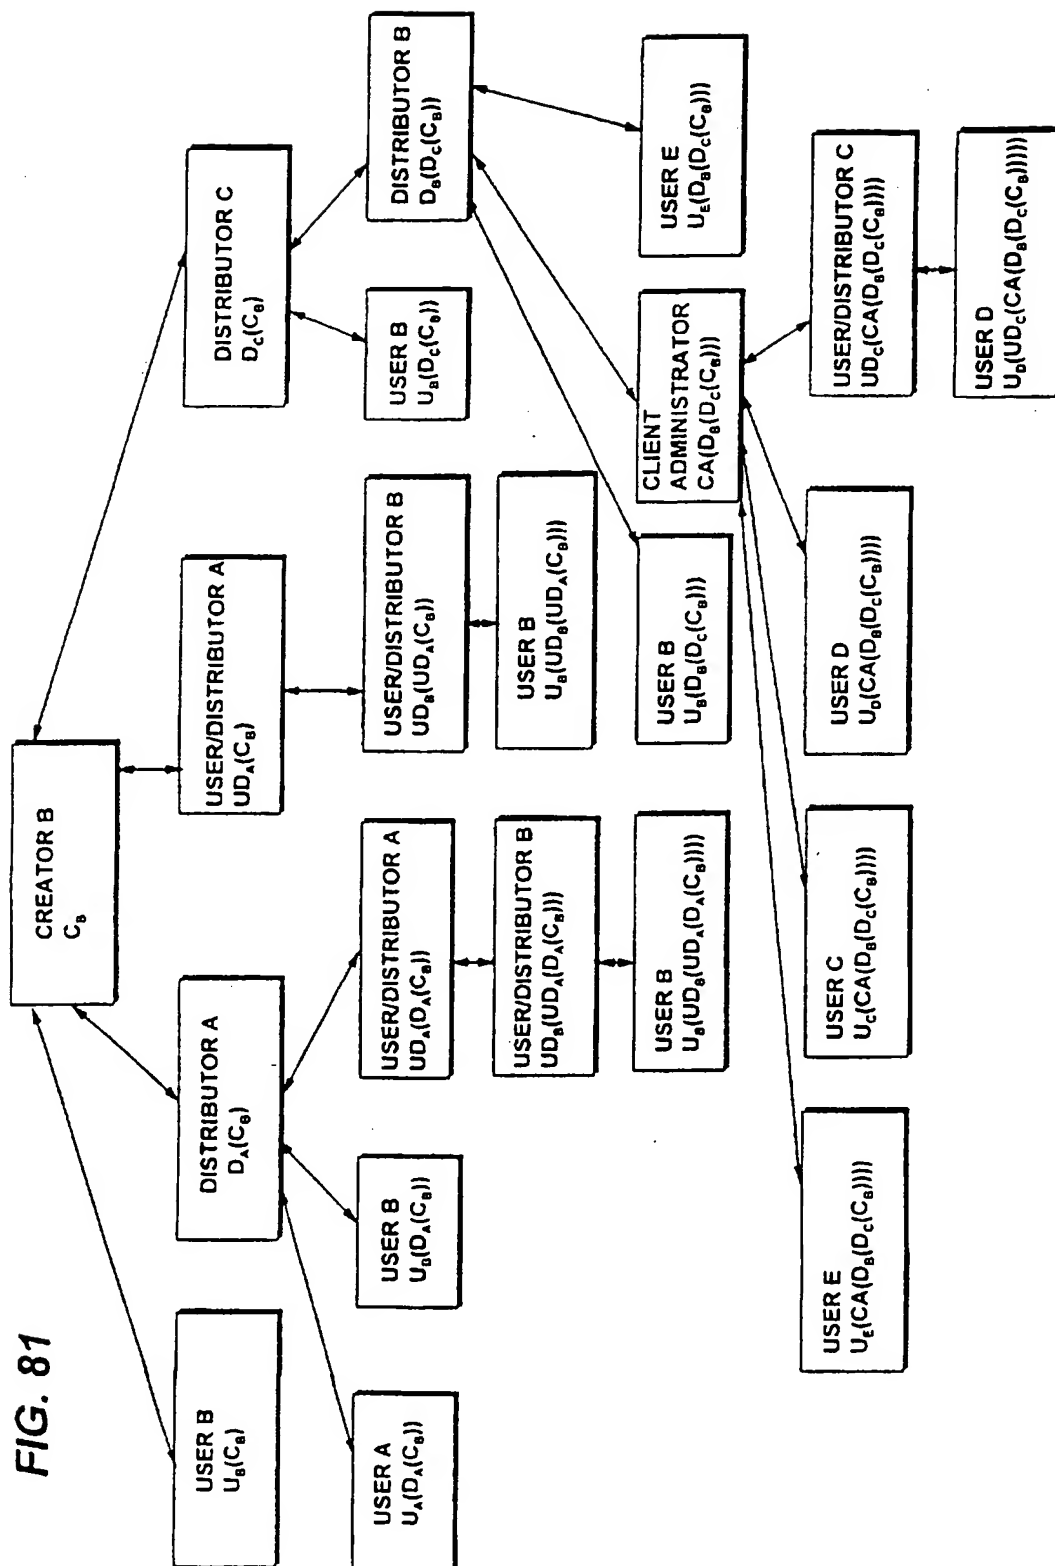 FIG. 81
CREATOR B
C_B
USER B
U_B(C_B)
DISTRIBUTOR A
D_A(C_B)
USER/DISTRIBUTOR A
UD_A(C_B)
DISTRIBUTOR C
D_C(C_B)
USER A
U_A(D_A(C_B))
USER B
U_B(D_A(C_B))
USER/DISTRIBUTOR A
UD_A(D_A(C_B))
USER/DISTRIBUTOR B
UD_B(UD_A(C_B))
USER B
U_B(D_C(C_B))
DISTRIBUTOR B
D_B(D_C(C_B))
USER/DISTRIBUTOR B
UD_B(UD_A(D_A(C_B)))
USER B
U_B(UD_B(UD_A(C_B)))
USER B
U_B(UD_B(UD_A(D_A(C_B))))
USER B
U_B(D_B(D_C(C_B)))
CLIENT
ADMINISTRATOR
CA(D_B(D_C(C_B)))
USER E
U_E(D_B(D_C(C_B)))
USER E
U_E(CA(D_B(D_C(C_B))))
USER C
U_C(CA(D_B(D_C(C_B))))
USER D
U_D(CA(D_B(D_C(C_B))))
USER/DISTRIBUTOR C
UD_C(CA(D_B(D_C(C_B))))
USER D
U_D(UD_C(CA(D_B(D_C(C_B)))))